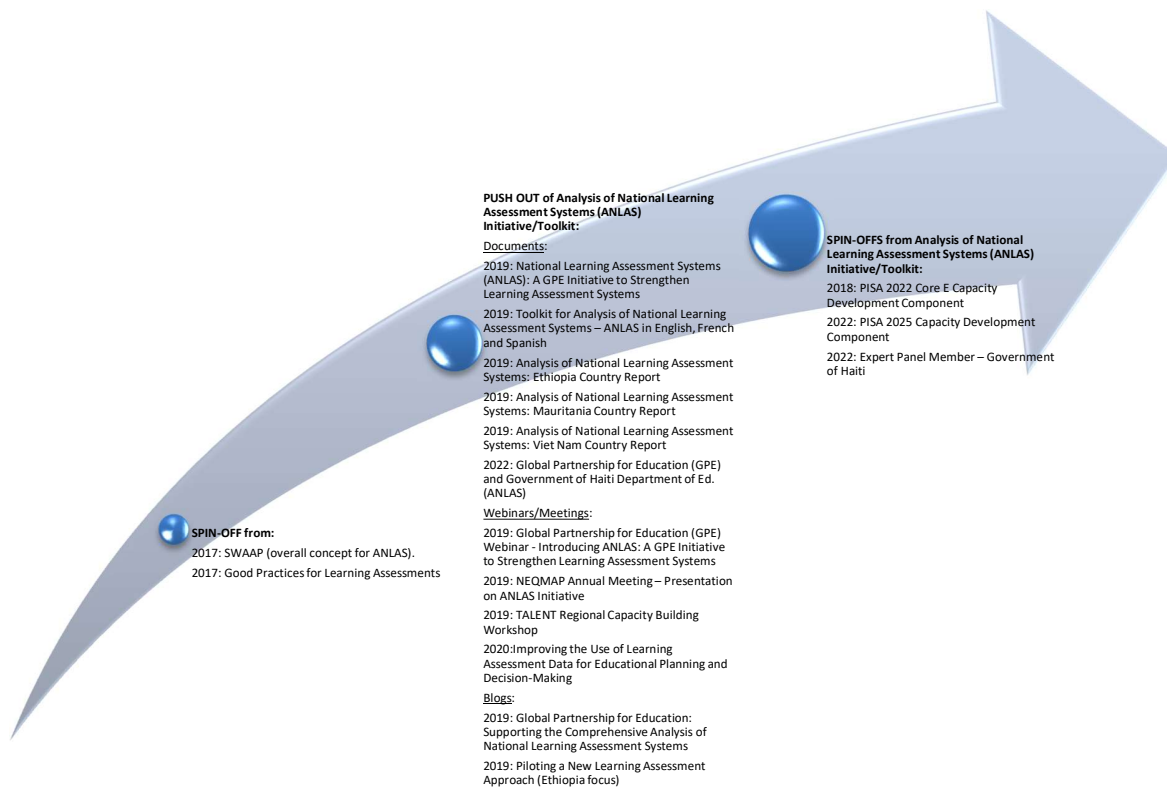 SPIN-OFF from:
2017: SWAAP (overall concept for ANLAS).
2017: Good Practices for Learning Assessments
PUSH OUT of Analysis of National Learning
Assessment Systems (ANLAS)
Initiative/Toolkit:
Documents:
2019: National Learning Assessment Systems
(ANLAS): A GPE Initiative to Strengthen
Learning Assessment Systems
2019: Toolkit for Analysis of National Learning
Assessment Systems – ANLAS in English, French
and Spanish
2019: Analysis of National Learning Assessment
Systems: Ethiopia Country Report
2019: Analysis of National Learning Assessment
Systems: Mauritania Country Report
2019: Analysis of National Learning Assessment
Systems: Viet Nam Country Report
2022: Global Partnership for Education (GPE)
and Government of Haiti Department of Ed.
(ANLAS)
Webinars/Meetings:
2019: Global Partnership for Education (GPE)
Webinar - Introducing ANLAS: A GPE Initiative
to Strengthen Learning Assessment Systems
2019: NEQMAP Annual Meeting – Presentation
on ANLAS Initiative
2019: TALENT Regional Capacity Building
Workshop
2020:Improving the Use of Learning
Assessment Data for Educational Planning and
Decision-Making
Blogs:
2019: Global Partnership for Education:
Supporting the Comprehensive Analysis of
National Learning Assessment Systems
2019: Piloting a New Learning Assessment
Approach (Ethiopia focus)
SPIN-OFFS from Analysis of National
Learning Assessment Systems (ANLAS)
Initiative/Toolkit:
2018: PISA 2022 Core E Capacity
Development Component
2022: PISA 2025 Capacity Development
Component
2022: Expert Panel Member – Government
of Haiti